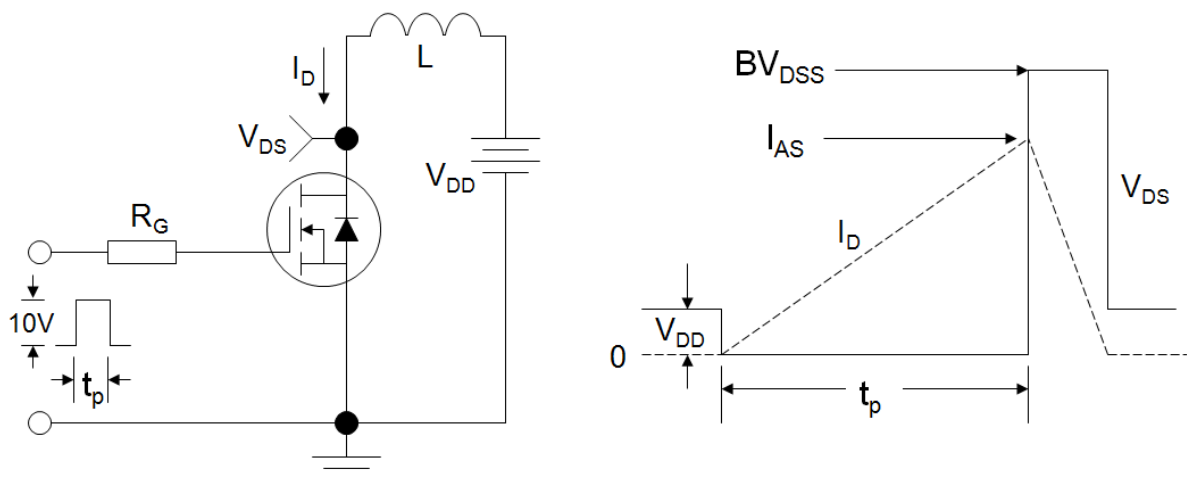 L
I_D
V_DS
V_DD
R_G
10V
t_p
BV_DSS
I_AS
V_DS
I_D
V_DD
0
t_p